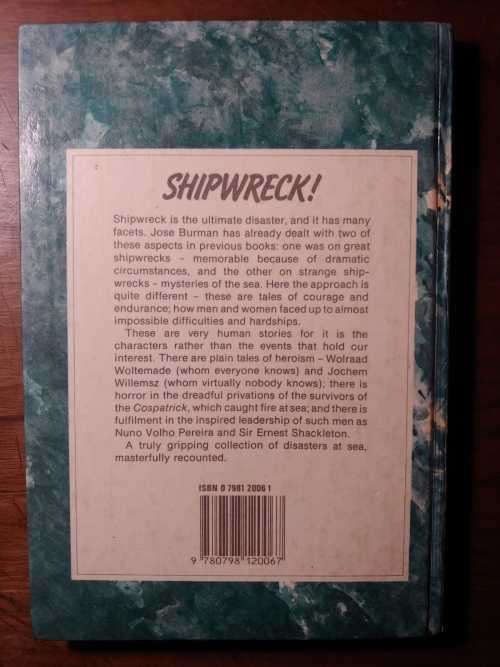 SHIPWRECK!
Shipwreck is the ultimate disaster, and it has many
facets. Jose Burman has already dealt with two of
these aspects in previous books: one was on great
shipwrecks – memorable because of dramatic
circumstances, and the other on strange ship-
wrecks – mysteries of the sea. Here the approach is
quite different – these are tales of courage and
endurance; how men and women faced up to almost
impossible difficulties and hardships.
These are very human stories for it is the
characters rather than the events that hold our
interest. There are plain tales of heroism – Wolraad
Woltemade (whom everyone knows) and Jochem
Willemsz (whom virtually nobody knows); there is
horror in the dreadful privations of the survivors of
the Cospatrick, which caught fire at sea; and there is
fulfilment in the inspired leadership of such men as
Nuno Volho Pereira and Sir Ernest Shackleton.
A truly gripping collection of disasters at sea,
masterfully recounted.
ISBN 0 7981 2006 1
9 780798 120067